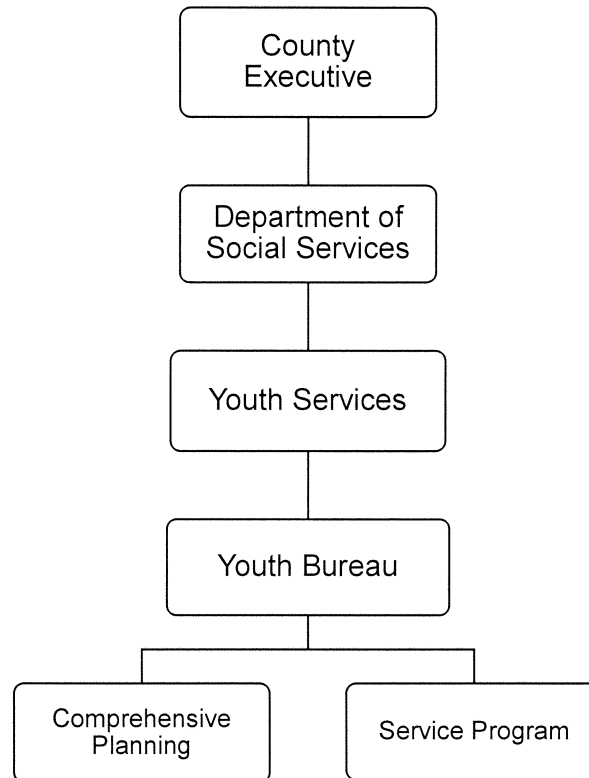 County
Executive
Department of
Social Services
Youth Services
Youth Bureau
Comprehensive
Planning
Service Program